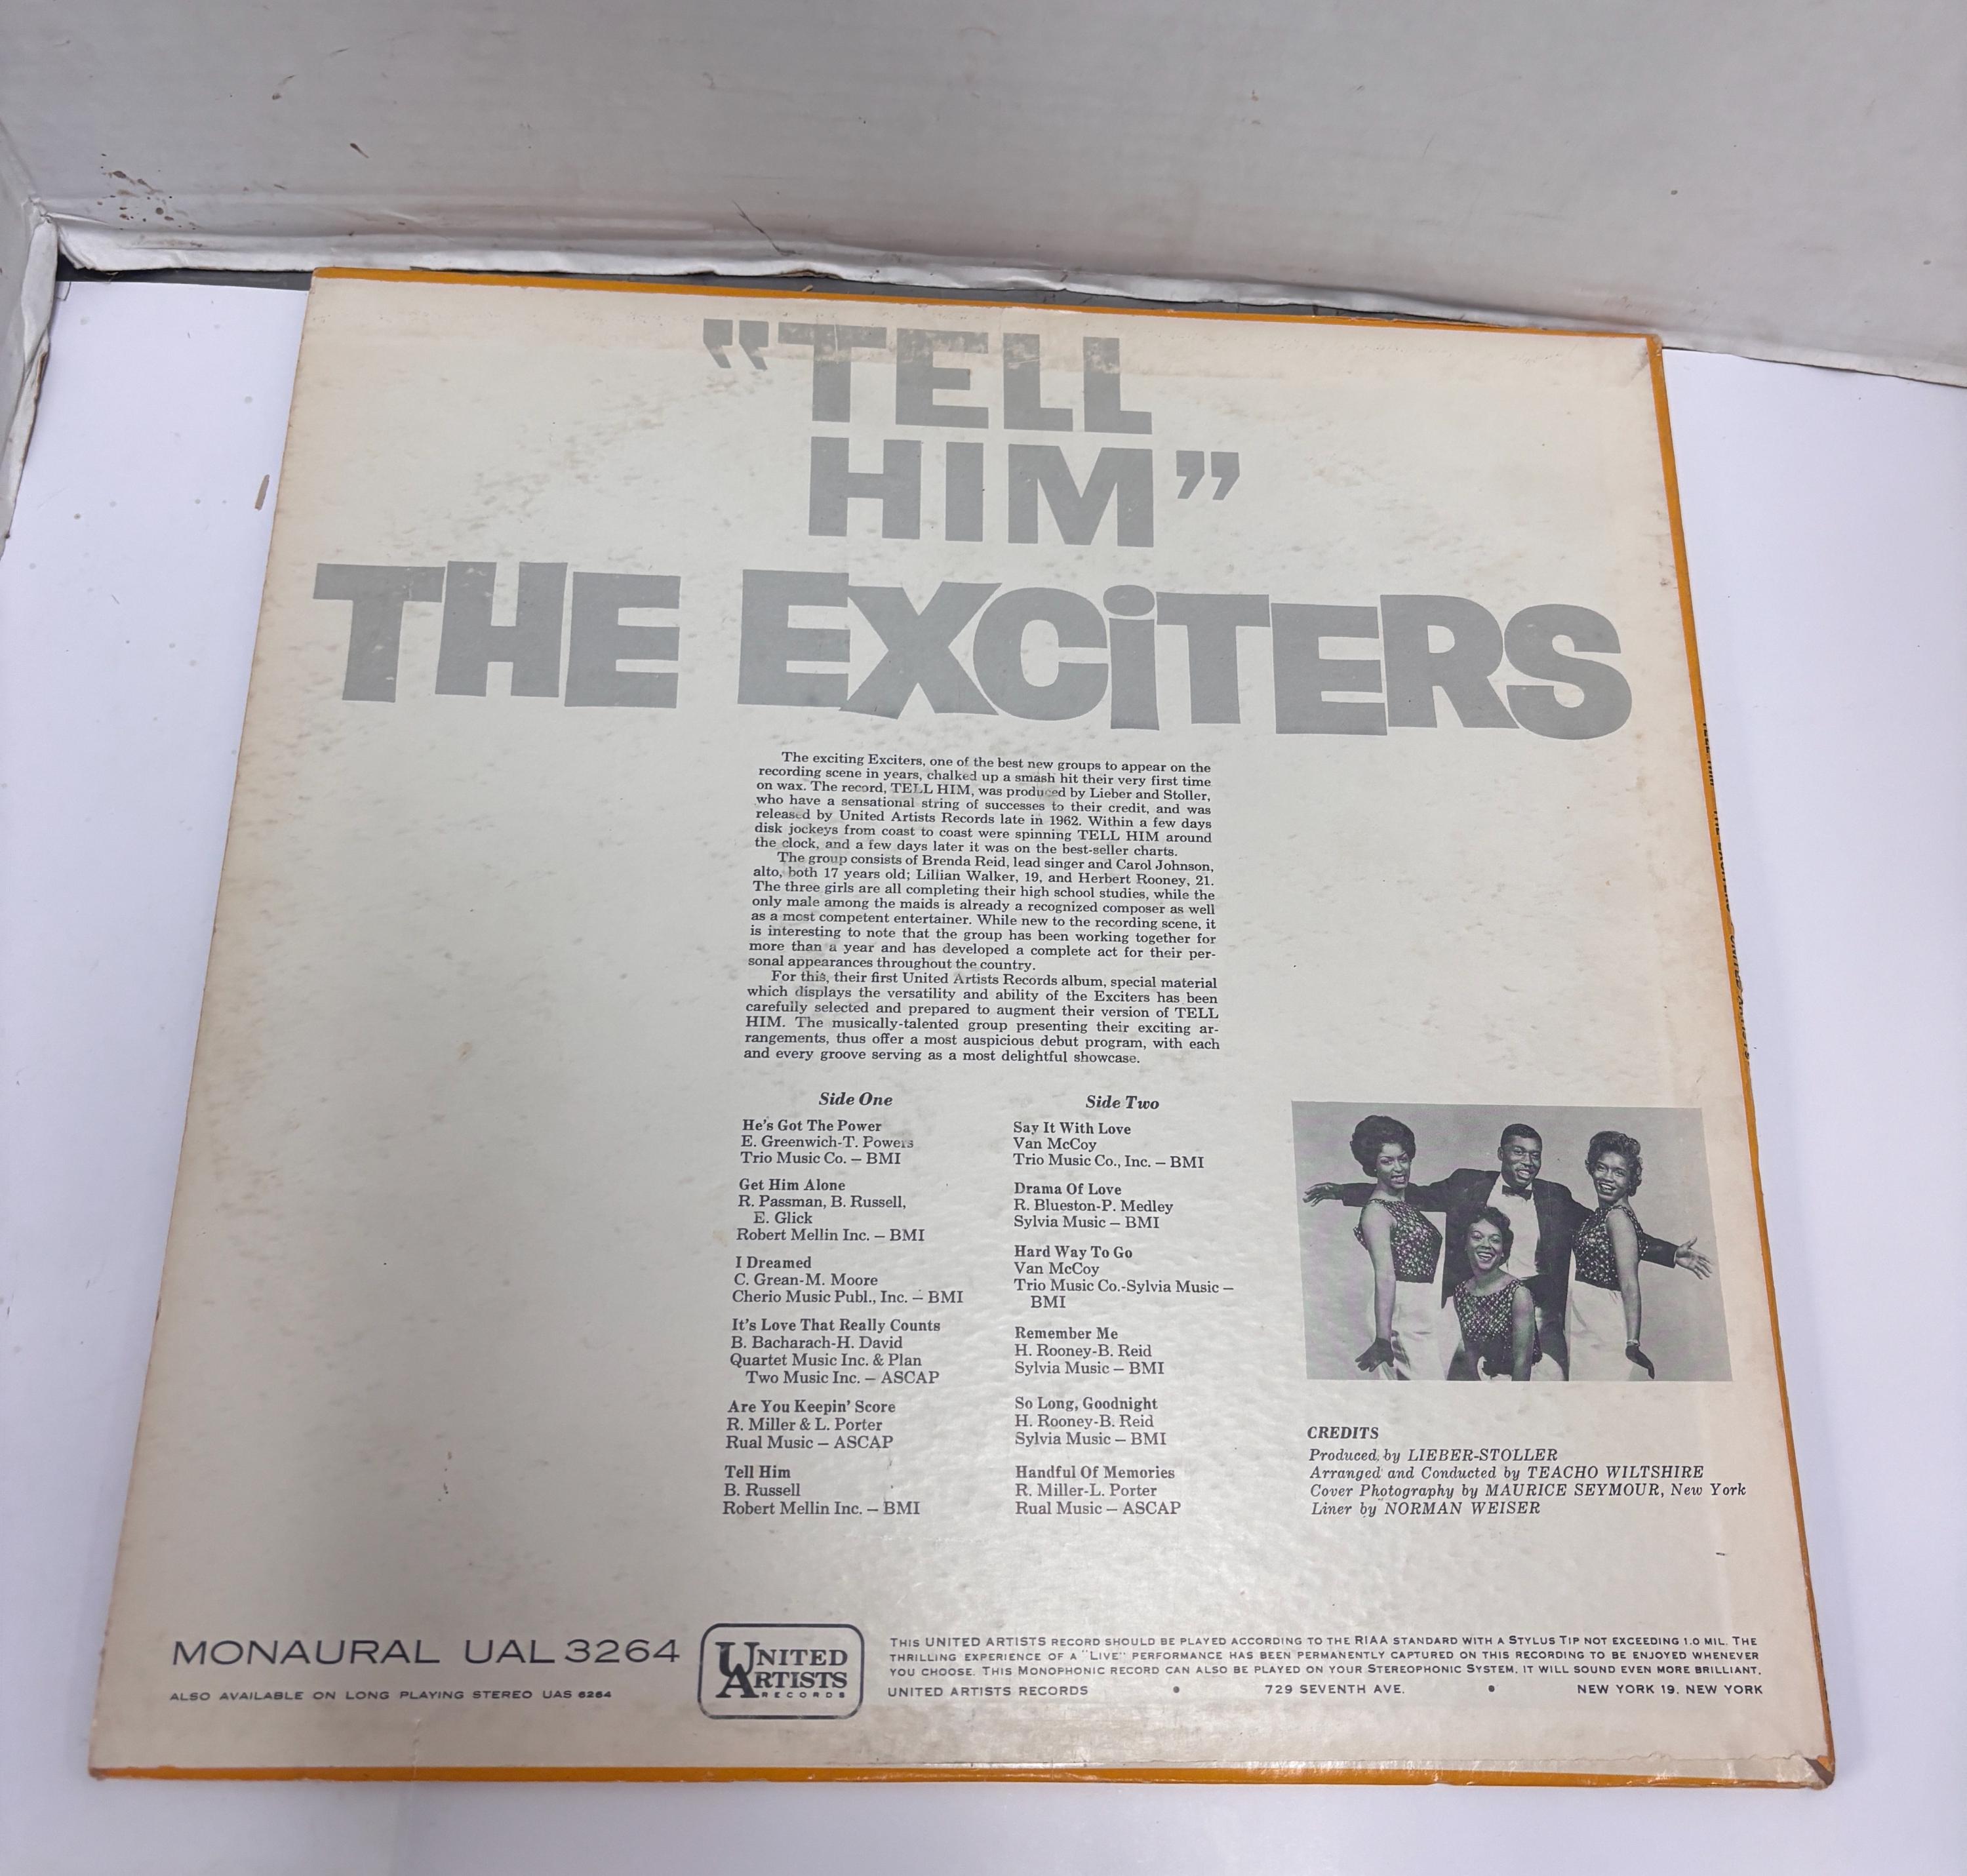 "TELL
HIM"
THE EXCiTERS
The exciting Exciters, one of the best new groups to appear on the
recording scene in years, chalked up a smash hit their very first time
on wax. The record, TELL HIM, was produced by Lieber and Stoller,
who have a sensational string of successes to their credit, and was
released by United Artists Records late in 1962. Within a few days
disk jockeys from coast to coast were spinning TELL HIM around
the clock, and a few days later it was on the best-seller charts.
The group consists of Brenda Reid, lead singer and Carol Johnson,
alto, both 17 years old; Lillian Walker, 19, and Herbert Rooney, 21.
The three girls are all completing their high school studies, while the
only male among the maids is already a recognized composer as well
as a most competent entertainer. While new to the recording scene, it
is interesting to note that the group has been working together for
more than a year and has developed a complete act for their per-
sonal appearances throughout the country.
For this, their first United Artists Records album, special material
which displays the versatility and ability of the Exciters has been
carefully selected and prepared to augment their version of TELL
HIM. The musically-talented group presenting their exciting ar-
rangements, thus offer a most auspicious debut program, with each
and every groove serving as a most delightful showcase.
Side One
He's Got The Power
E. Greenwich-T. Powers
Trio Music Co. – BMI
Get Him Alone
R. Passman, B. Russell,
E. Glick
Robert Mellin Inc. – BMI
I Dreamed
C. Grean-M. Moore
Cherio Music Publ., Inc. – BMI
It's Love That Really Counts
B. Bacharach-H. David
Quartet Music Inc. & Plan
Two Music Inc. – ASCAP
Are You Keepin' Score
R. Miller & L. Porter
Rual Music – ASCAP
Tell Him
B. Russell
Robert Mellin Inc. – BMI
Side Two
Say It With Love
Van McCoy
Trio Music Co., Inc. – BMI
Drama Of Love
R. Blueston-P. Medley
Sylvia Music – BMI
Hard Way To Go
Van McCoy
Trio Music Co.-Sylvia Music –
BMI
Remember Me
H. Rooney-B. Reid
Sylvia Music – BMI
So Long, Goodnight
H. Rooney-B. Reid
Sylvia Music – BMI
Handful Of Memories
R. Miller-L. Porter
Rual Music – ASCAP
CREDITS
Produced by LIEBER-STOLLER
Arranged and Conducted by TEACHO WILTSHIRE
Cover Photography by MAURICE SEYMOUR, New York
Liner by NORMAN WEISER
MONAURAL UAL 3264
ALSO AVAILABLE ON LONG PLAYING STEREO UAS 6264
UNITED
ARTISTS
RECORDS
THIS UNITED ARTISTS RECORD SHOULD BE PLAYED ACCORDING TO THE RIAA STANDARD WITH A STYLUS TIP NOT EXCEEDING 1.0 MIL. THE
THRILLING EXPERIENCE OF A "LIVE" PERFORMANCE HAS BEEN PERMANENTLY CAPTURED ON THIS RECORDING TO BE ENJOYED WHENEVER
YOU CHOOSE. THIS MONOPHONIC RECORD CAN ALSO BE PLAYED ON YOUR STEREOPHONIC SYSTEM. IT WILL SOUND EVEN MORE BRILLIANT.
UNITED ARTISTS RECORDS • 729 SEVENTH AVE. • NEW YORK 19, NEW YORK